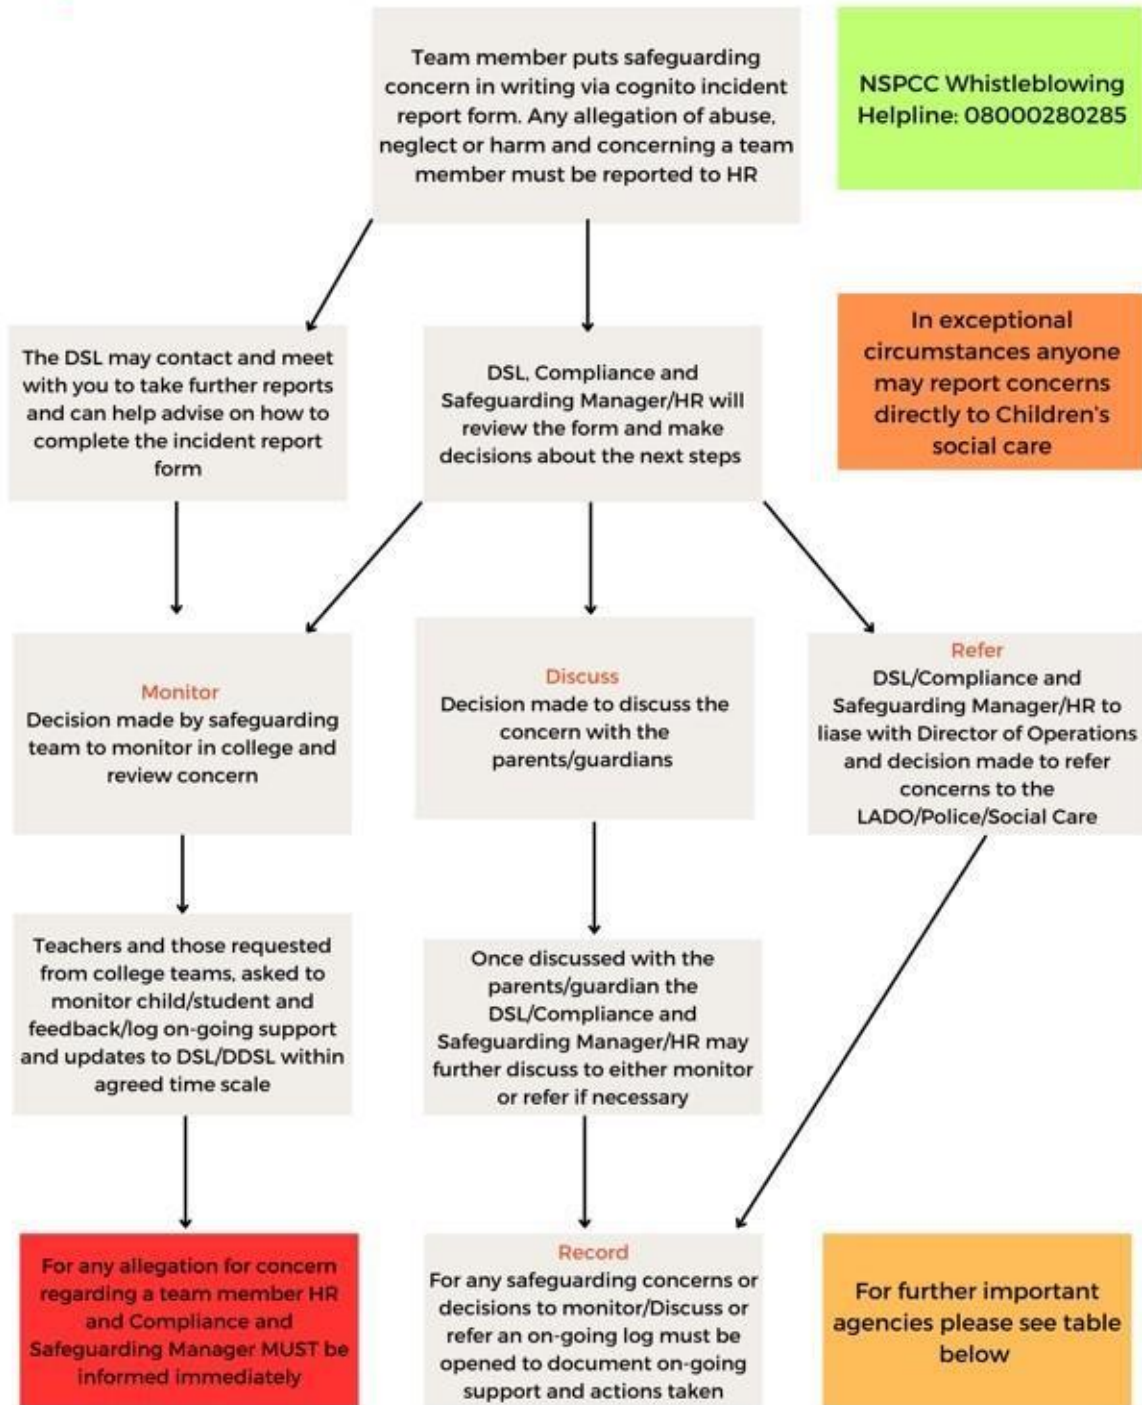 Team member puts safeguarding
concern in writing via cognito incident
report form. Any allegation of abuse,
neglect or harm and concerning a team
member must be reported to HR
NSPCC Whistleblowing
Helpline: 08000280285
The DSL may contact and meet
with you to take further reports
and can help advise on how to
complete the incident report
form
DSL, Compliance and
Safeguarding Manager/HR will
review the form and make
decisions about the next steps
In exceptional
circumstances anyone
may report concerns
directly to Children's
social care
Monitor
Decision made by safeguarding
team to monitor in college and
review concern
Discuss
Decision made to discuss the
concern with the
parents/guardians
Refer
DSL/Compliance and
Safeguarding Manager/HR to
liase with Director of Operations
and decision made to refer
concerns to the
LADO/Police/Social Care
Teachers and those requested
from college teams, asked to
monitor child/student and
feedback/log on-going support
and updates to DSL/DDSL within
agreed time scale
Once discussed with the
parents/guardian the
DSL/Compliance and
Safeguarding Manager/HR may
further discuss to either monitor
or refer if necessary
For any allegation for concern
regarding a team member HR
and Compliance and
Safeguarding Manager MUST be
informed immediately
Record
For any safeguarding concerns or
decisions to monitor/Discuss or
refer an on-going log must be
opened to document on-going
support and actions taken
For further important
agencies please see table
below